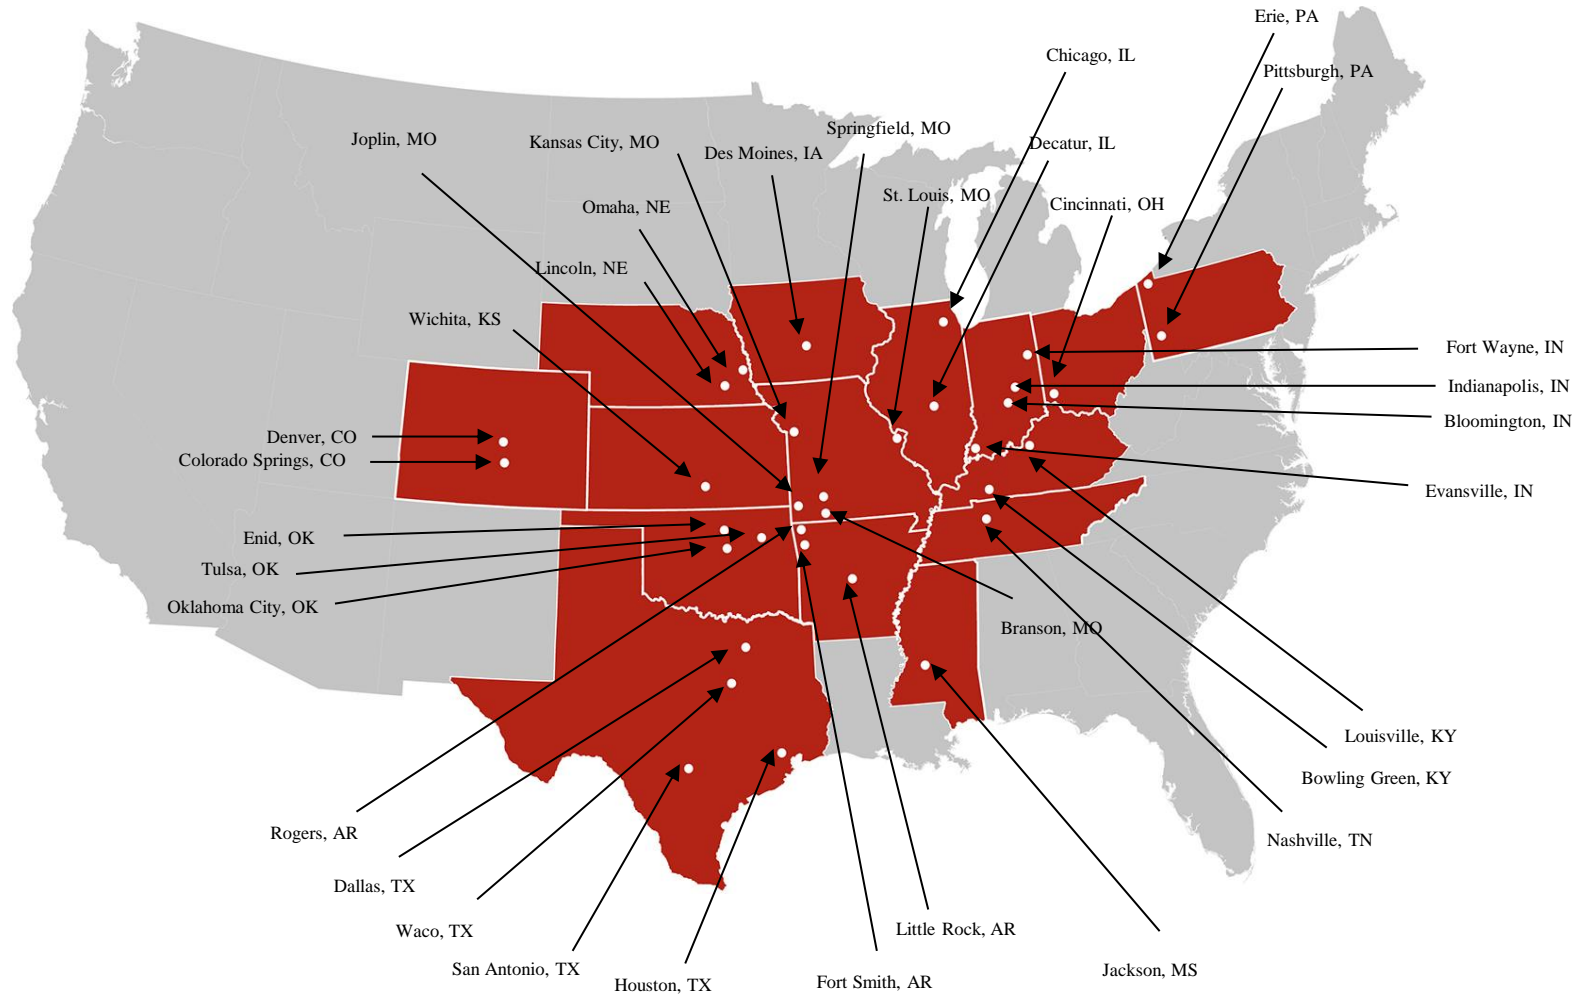 Erie, PA
Chicago, IL
Pittsburgh, PA
Springfield, MO
Joplin, MO
Kansas City, MO
Decatur, IL
Des Moines, IA
St. Louis, MO
Cincinnati, OH
Omaha, NE
Lincoln, NE
Wichita, KS
Fort Wayne, IN
Indianapolis, IN
Bloomington, IN
Denver, CO
Colorado Springs, CO
Evansville, IN
Enid, OK
Tulsa, OK
Oklahoma City, OK
Branson, MO
Louisville, KY
Bowling Green, KY
Rogers, AR
Nashville, TN
Dallas, TX
Waco, TX
Little Rock, AR
San Antonio, TX
Jackson, MS
Houston, TX
Fort Smith, AR